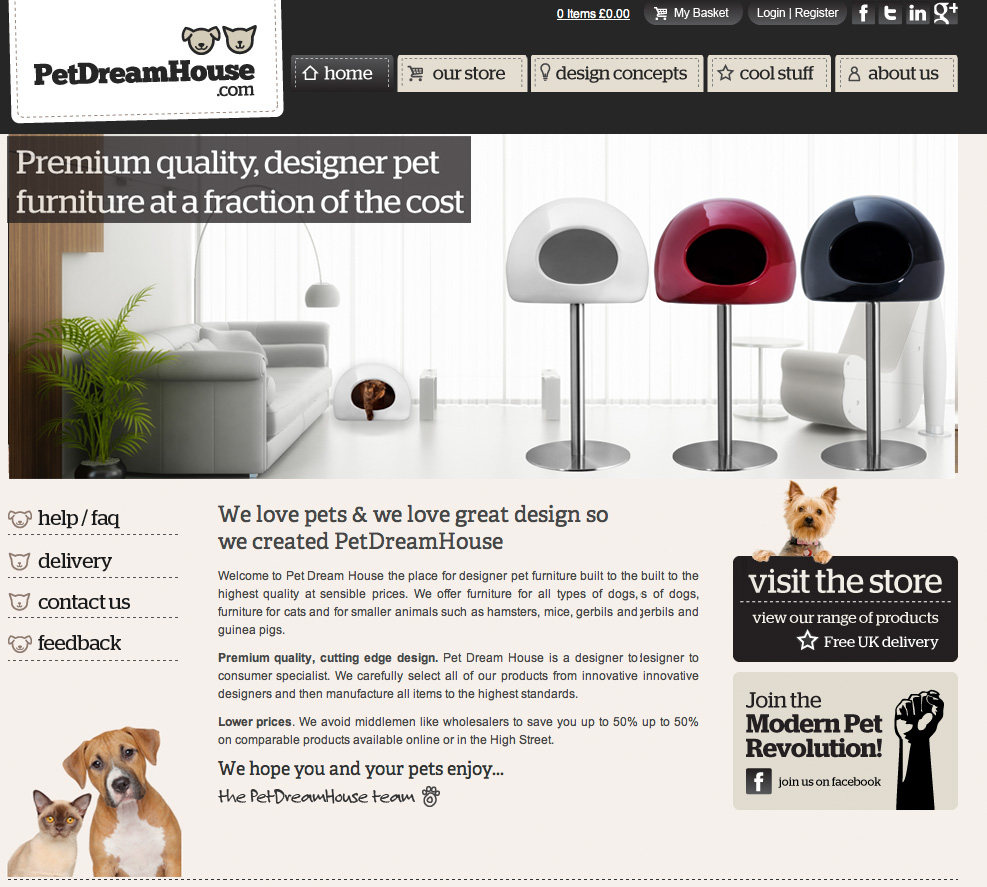 0 Items £0.00
My Basket
Login | Register
f t in g+
PetDreamHouse
.com
home
our store
design concepts
cool stuff
about us
Premium quality, designer pet
furniture at a fraction of the cost
help / faq
delivery
contact us
feedback
We love pets & we love great design so
we created PetDreamHouse
Welcome to Pet Dream House the place for designer pet furniture built to the built to the
highest quality at sensible prices. We offer furniture for all types of dogs,s of dogs,
furniture for cats and for smaller animals such as hamsters, mice, gerbils and gerbils and
guinea pigs.
Premium quality, cutting edge design. Pet Dream House is a designer to designer to
consumer specialist. We carefully select all of our products from innovative innovative
designers and then manufacture all items to the highest standards.
Lower prices. We avoid middlemen like wholesalers to save you up to 50% up to 50%
on comparable products available online or in the High Street.
We hope you and your pets enjoy...
the PetDreamHouse team
visit the store
view our range of products
Free UK delivery
Join the
Modern Pet
Revolution!
f join us on facebook